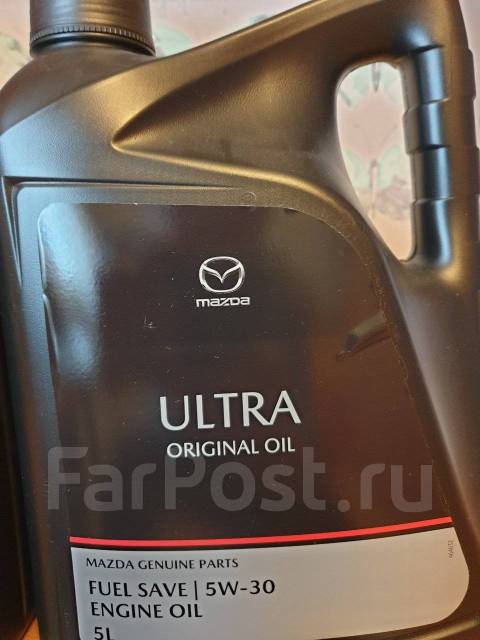 mazda
ULTRA
ORIGINAL OIL
FarPost.ru
MAZDA GENUINE PARTS
FUEL SAVE | 5W-30
ENGINE OIL
5L